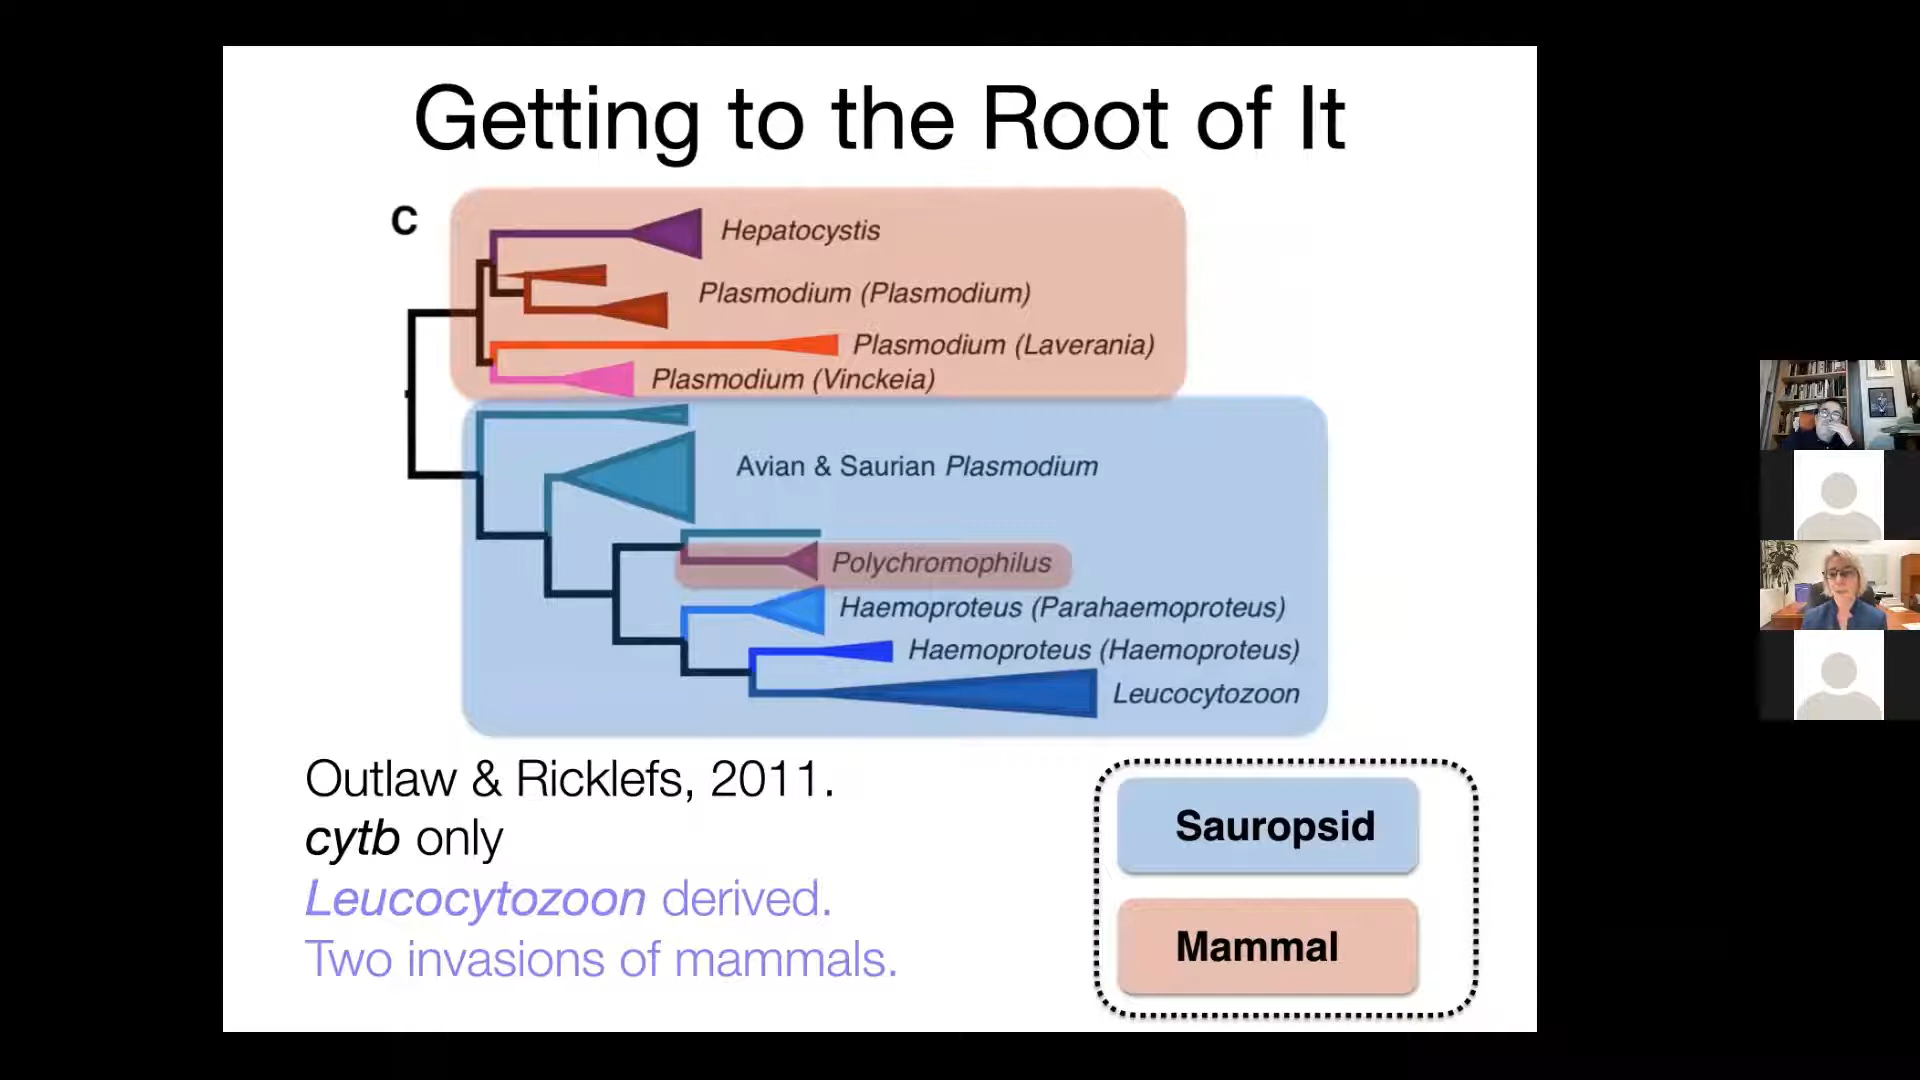 Getting to the Root of It
C
Hepatocystis
Plasmodium (Plasmodium)
Plasmodium (Laverania)
Plasmodium (Vinckeia)
Avian & Saurian Plasmodium
Polychromophilus
Haemoproteus (Parahaemoproteus)
Haemoproteus (Haemoproteus)
Leucocytozoon
Outlaw & Ricklefs, 2011.
cytb only
Leucocytozoon derived.
Two invasions of mammals.
Sauropsid
Mammal